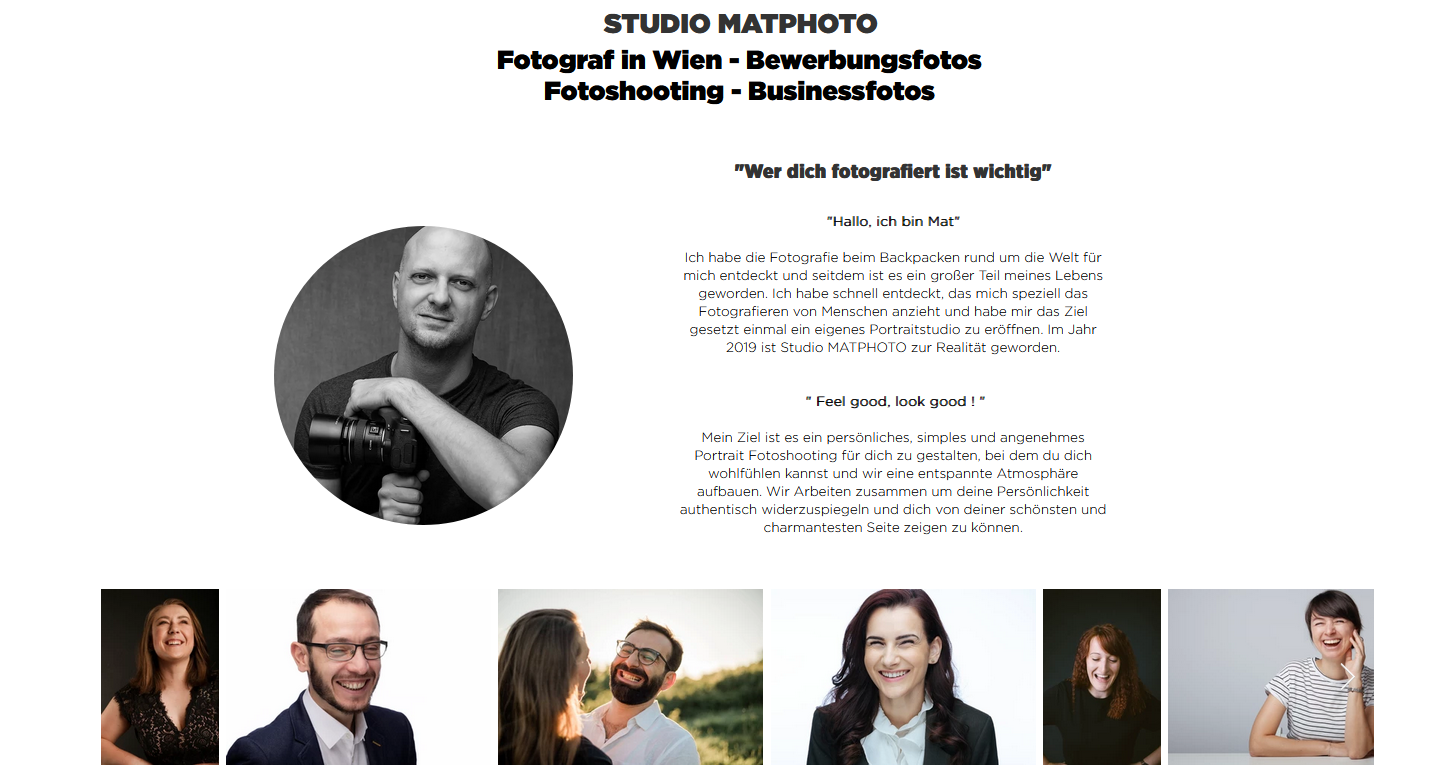 STUDIO MATPHOTO
Fotograf in Wien - Bewerbungsfotos
Fotoshooting - Businessfotos
"Wer dich fotografiert ist wichtig"
"Hallo, ich bin Mat"
Ich habe die Fotografie beim Backpacken rund um die Welt für
mich entdeckt und seitdem ist es ein großer Teil meines Lebens
geworden. Ich habe schnell entdeckt, das mich speziell das
Fotografieren von Menschen anzieht und habe mir das Ziel
gesetzt einmal ein eigenes Portraitstudio zu eröffnen. Im Jahr
2019 ist Studio MATPHOTO zur Realität geworden.
" Feel good, look good ! "
Mein Ziel ist es ein persönliches, simples und angenehmes
Portrait Fotoshooting für dich zu gestalten, bei dem du dich
wohlfühlen kannst und wir eine entspannte Atmosphäre
aufbauen. Wir Arbeiten zusammen um deine Persönlichkeit
authentisch widerzuspiegeln und dich von deiner schönsten und
charmantesten Seite zeigen zu können.